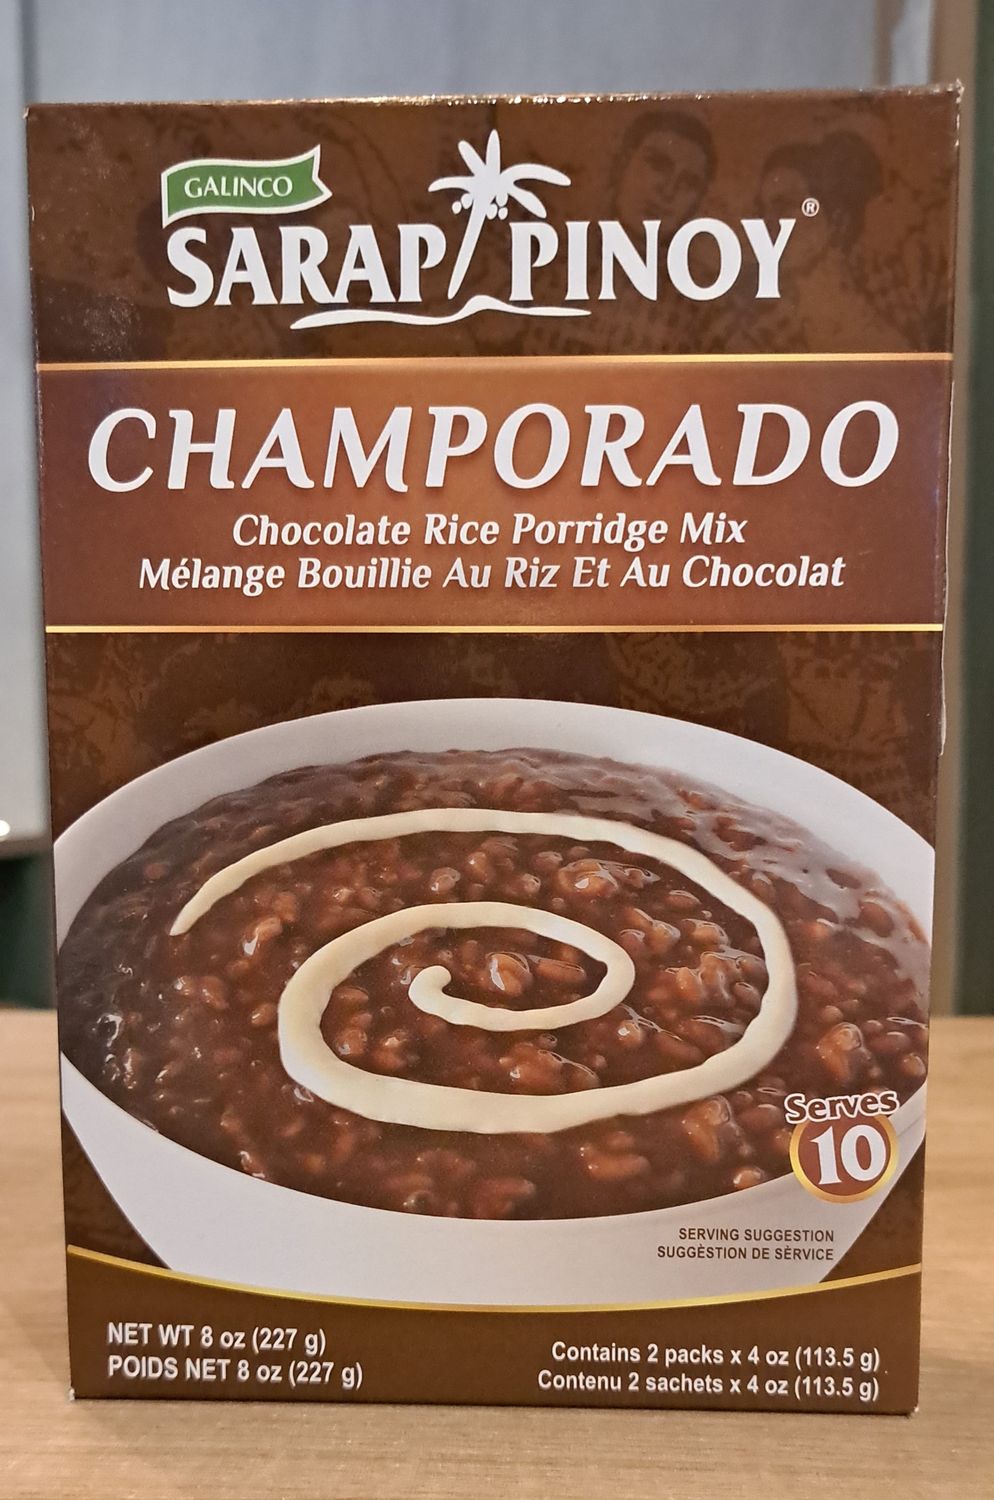 GALINCO
SARAP PINOY®
CHAMPORADO
Chocolate Rice Porridge Mix
Mélange Bouillie Au Riz Et Au Chocolat
Serves
10
SERVING SUGGESTION
SUGGÈSTION DE SÈRVICE
NET WT 8 oz (227 g)
POIDS NET 8 oz (227 g)
Contains 2 packs x 4 oz (113.5 g)
Contenu 2 sachets x 4 oz (113.5 g)